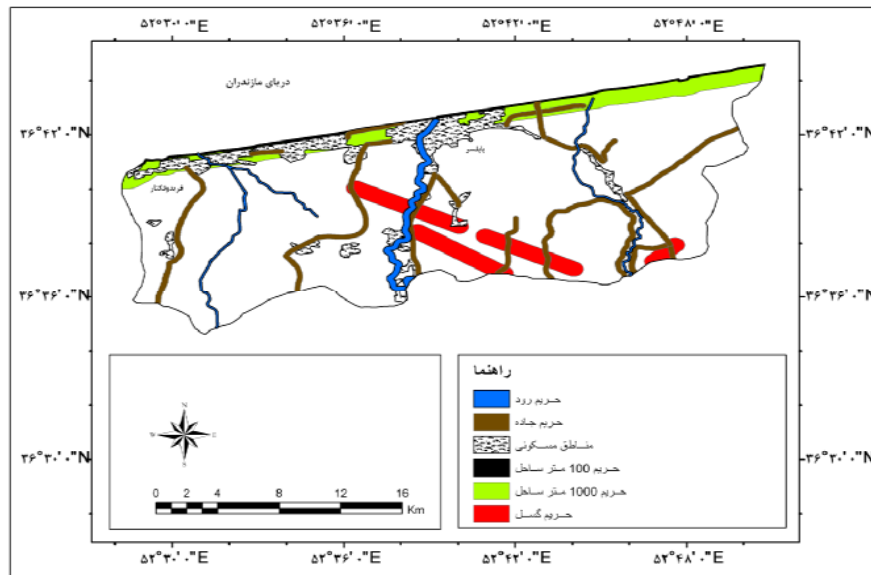 ۵۲°۳۰'۰"E ۵۲°۳۶'۰"E ۵۲°۴۲'۰"E ۵۲°۴۸'۰"E
دریای مازندران
۳۶°۴۲'۰"N ۳۶°۴۲'۰"N
بابلسر
فریدونکنار
۳۶°۳۶'۰"N ۳۶°۳۶'۰"N
راهنما
حریم رود
حریم جاده
مناطق مسکونی
حریم 100 متر ساحل
حریم 1000 متر ساحل
حریم گسل
N
W E
S
۳۶°۳۰'۰"N ۳۶°۳۰'۰"N
0 2 4 8 12 16
Km
۵۲°۳۰'۰"E ۵۲°۳۶'۰"E ۵۲°۴۲'۰"E ۵۲°۴۸'۰"E